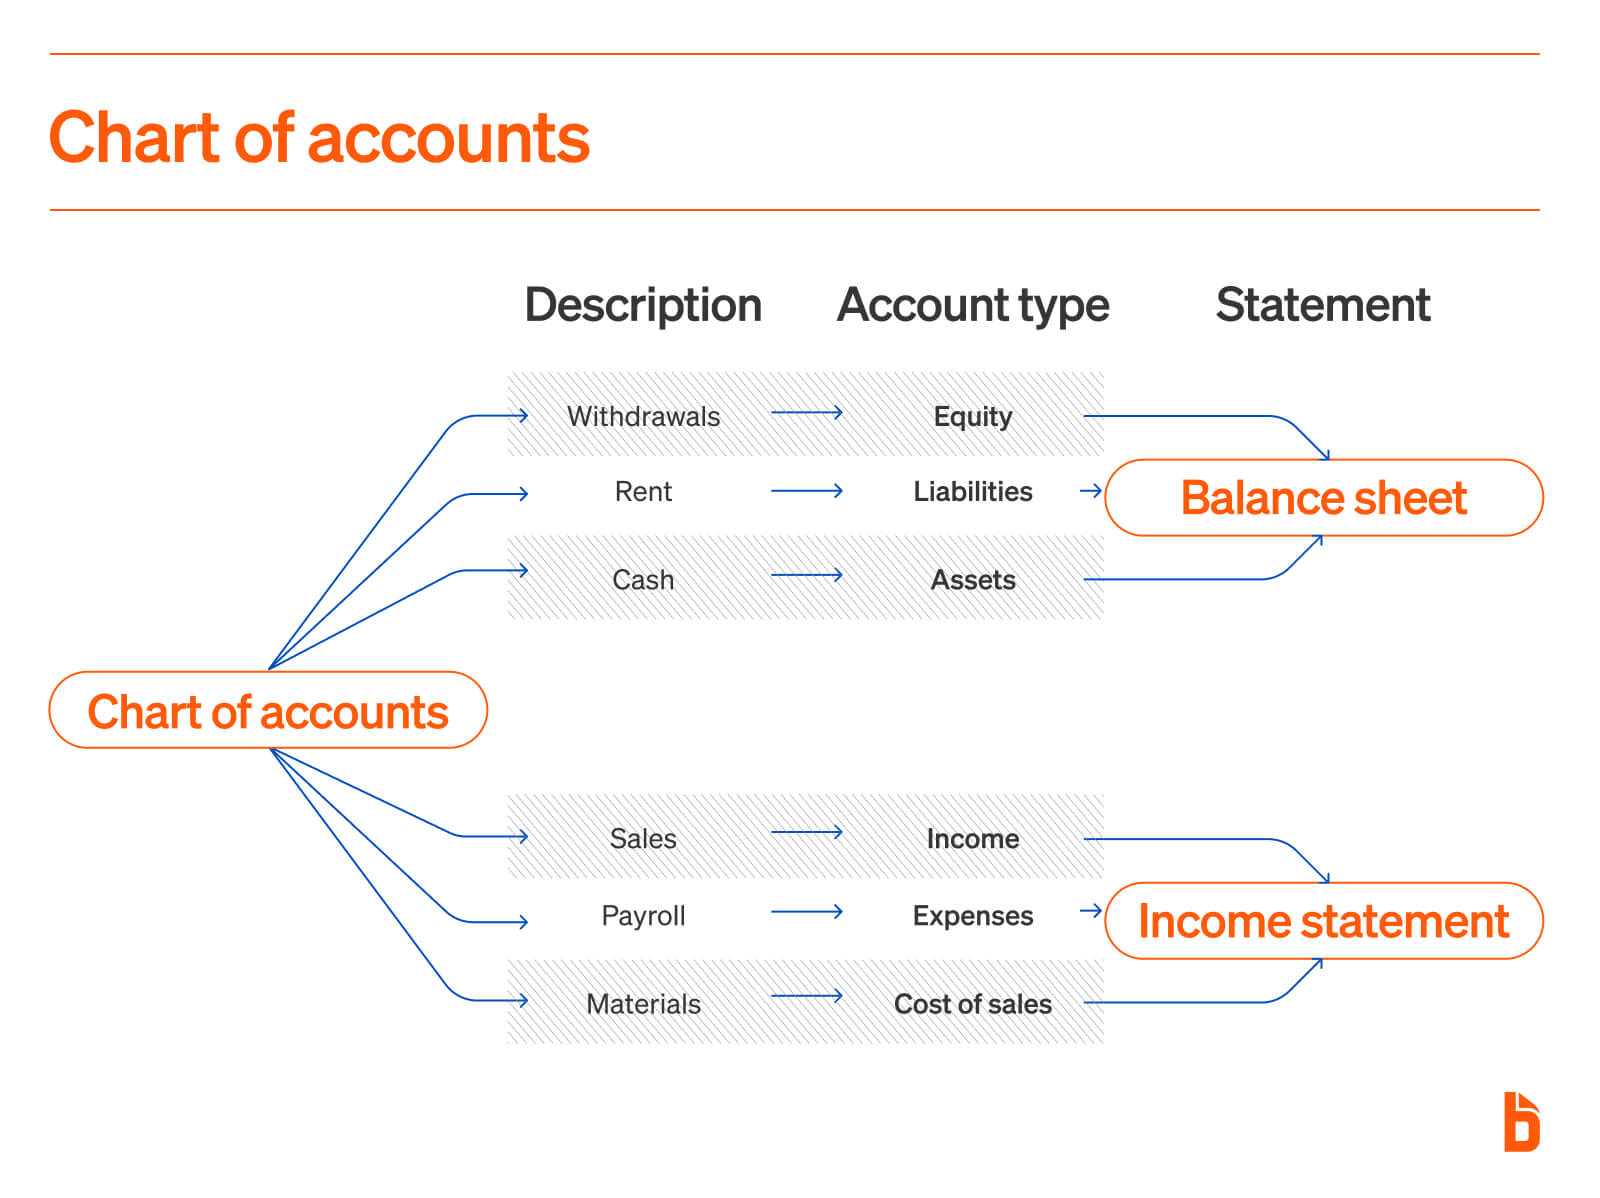 Chart of accounts
Description Account type Statement
Withdrawals Equity
Rent Liabilities Balance sheet
Cash Assets
Chart of accounts
Sales Income
Payroll Expenses Income statement
Materials Cost of sales
b